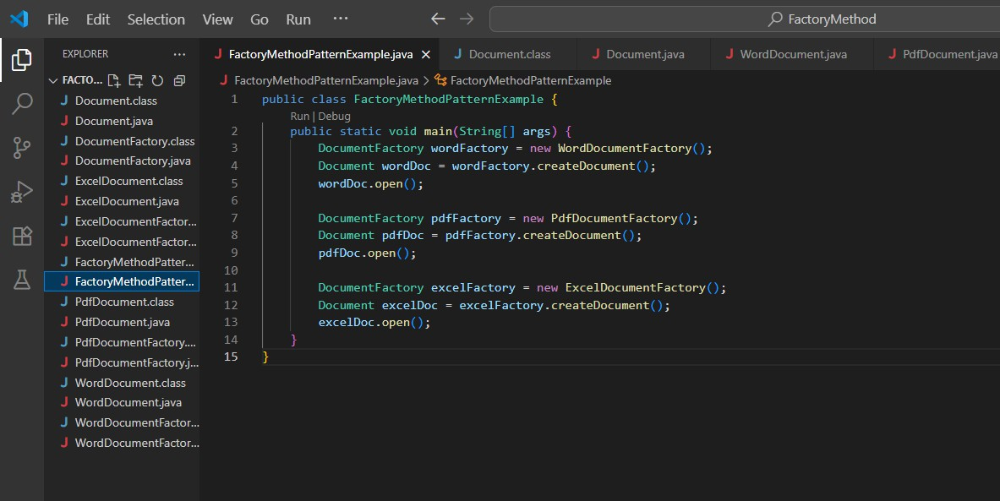 File Edit Selection View Go Run ··· ← → FactoryMethod
EXPLORER ···
FACTO...
Document.class
Document.java
DocumentFactory.class
DocumentFactory.java
ExcelDocument.class
ExcelDocument.java
ExcelDocumentFactor...
ExcelDocumentFactor...
FactoryMethodPatter...
FactoryMethodPatter...
PdfDocument.class
PdfDocument.java
PdfDocumentFactory....
PdfDocumentFactory.j...
WordDocument.class
WordDocument.java
WordDocumentFactor...
WordDocumentFactor...
FactoryMethodPatternExample.java × Document.class Document.java WordDocument.java PdfDocument.java
FactoryMethodPatternExample.java > FactoryMethodPatternExample
1 public class FactoryMethodPatternExample {
Run | Debug
2 public static void main(String[] args) {
3 DocumentFactory wordFactory = new WordDocumentFactory();
4 Document wordDoc = wordFactory.createDocument();
5 wordDoc.open();
6
7 DocumentFactory pdfFactory = new PdfDocumentFactory();
8 Document pdfDoc = pdfFactory.createDocument();
9 pdfDoc.open();
10
11 DocumentFactory excelFactory = new ExcelDocumentFactory();
12 Document excelDoc = excelFactory.createDocument();
13 excelDoc.open();
14 }
15 }